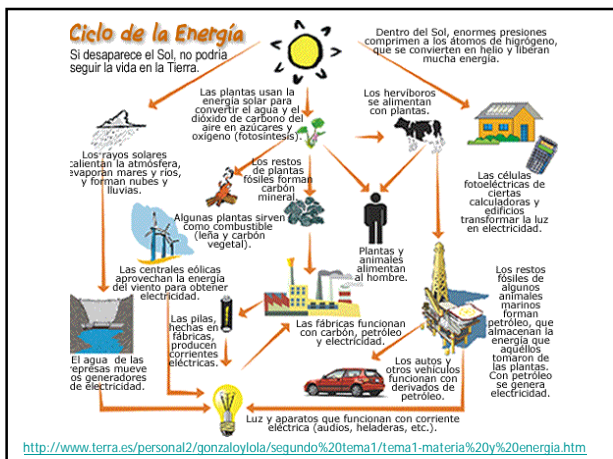 Ciclo de la Energía
Si desaparece el Sol, no podría
seguir la vida en la Tierra.
Dentro del Sol, enormes presiones
comprimen a los átomos de higrógeno,
que se convierten en helio y liberan
mucha energía.
Las plantas usan la
energía solar para
convertir el agua y el
dióxido de carbono del
aire en azúcares y
oxígeno (fotosíntesis).
Los hervíboros
se alimentan
con plantas.
Los rayos solares
calientan la atmósfera,
evaporan mares y ríos,
y forman nubes y
lluvias.
Los restos
de plantas
fósiles forman
carbón
mineral.
Las células
fotoeléctricas de
ciertas
calculadoras y
edificios
transformar la luz
en electricidad.
Algunas plantas sirven
como combustible
(leña y carbón
vegetal).
Plantas y
animales
alimentan
al hombre.
Las centrales eólicas
aprovechan la energía
del viento para obtener
electricidad.
Los restos
fósiles de
algunos
animales
marinos
forman
petróleo, que
almacenan la
energía que
aquéllos
tomaron de
las plantas.
Con petróleo
se genera
electricidad.
Las pilas,
hechas en
fábricas,
producen
corrientes
eléctricas.
Las fábricas funcionan
con carbón, petróleo
y electricidad.
El agua de las
represas mueve
os generadores
de electricidad.
Los autos y
otros vehículos
funcionan con
derivados de
petróleo.
Luz y aparatos que funcionan con corriente
eléctrica (audios, heladeras, etc.).
http://www.terra.es/personal2/gonzaloylola/segundo%20tema1/tema1-materia%20y%20energia.htm